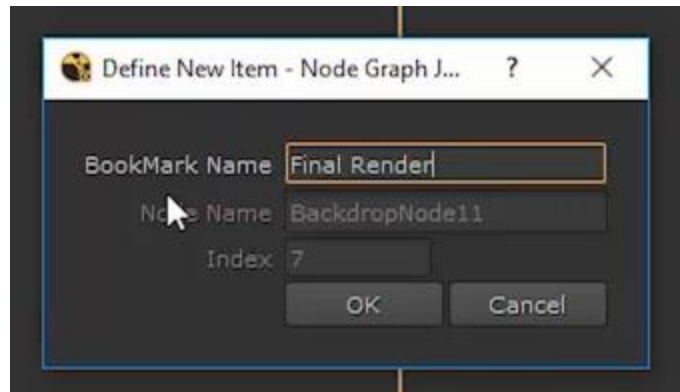 Define New Item - Node Graph J... ?
BookMark Name Final Render
Node Name BackdropNode11
Index 7
OK Cancel